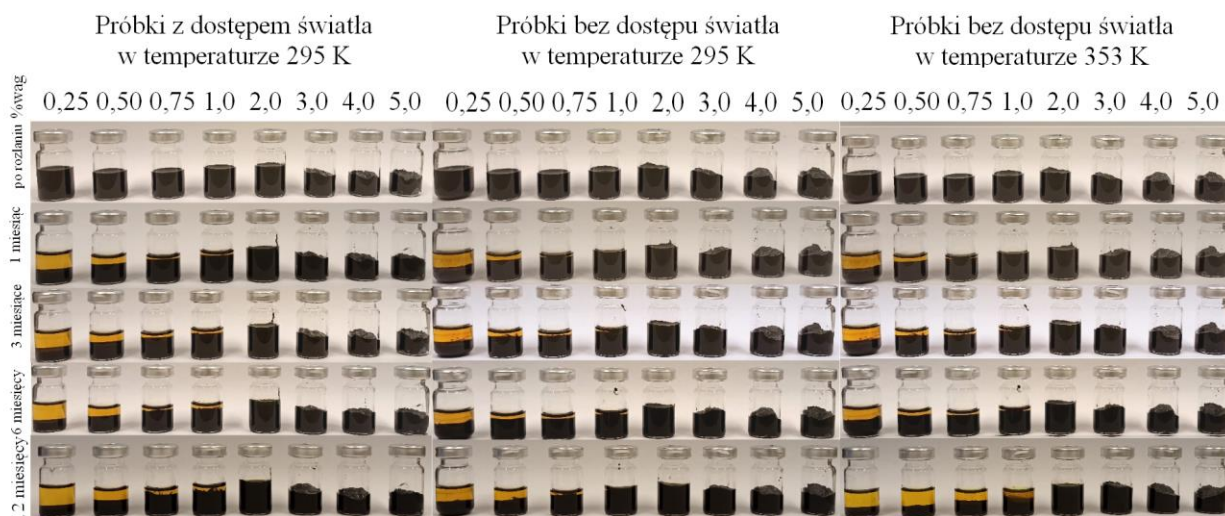 Próbki z dostępem światła
w temperaturze 295 K
Próbki bez dostępu światła
w temperaturze 295 K
Próbki bez dostępu światła
w temperaturze 353 K
%wag 0,25 0,50 0,75 1,0 2,0 3,0 4,0 5,0 0,25 0,50 0,75 1,0 2,0 3,0 4,0 5,0 0,25 0,50 0,75 1,0 2,0 3,0 4,0 5,0
po rozlaniu
1 miesiąc
3 miesiące
6 miesięcy
2 miesięcy